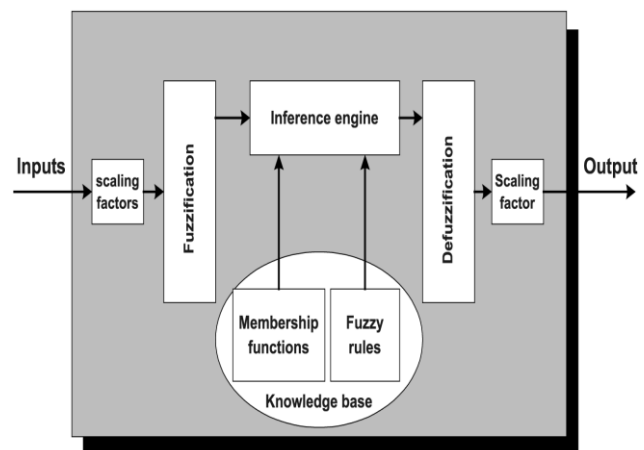 Inputs
scaling
factors
Fuzzification
Inference engine
Defuzzification
Scaling
factor
Output
Membership
functions
Fuzzy
rules
Knowledge base